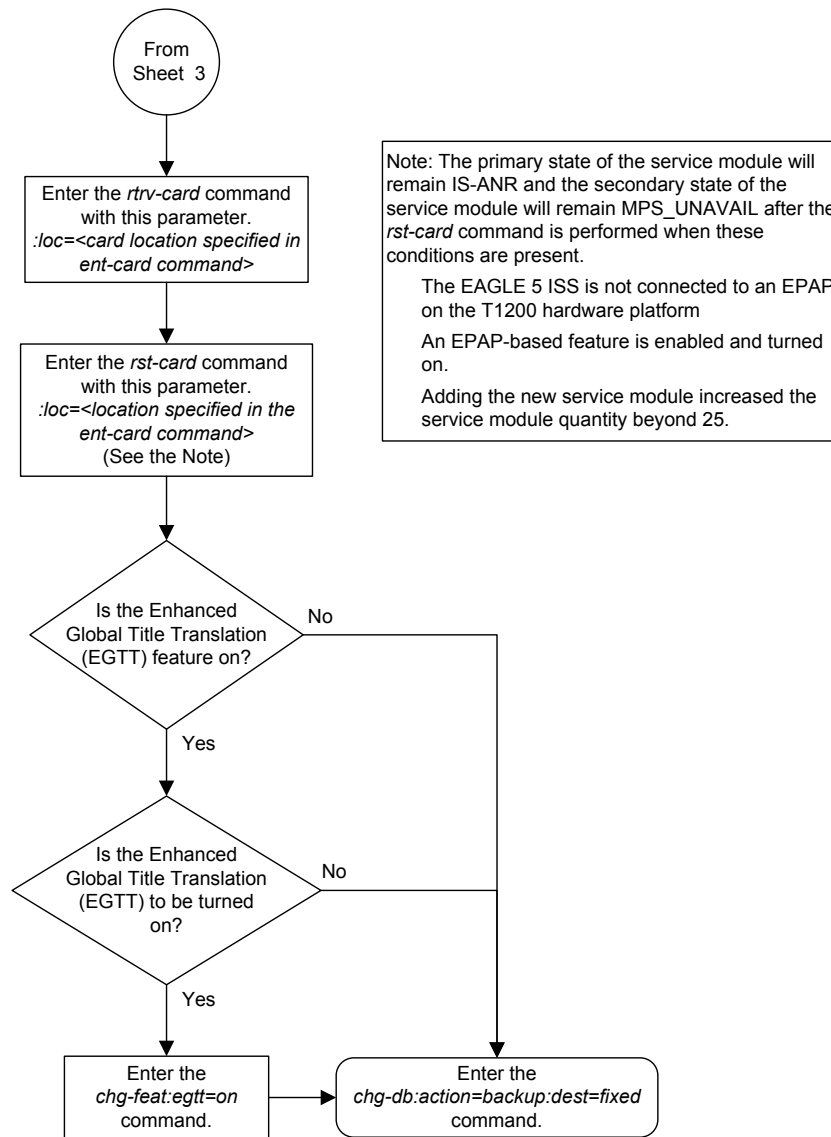 From
Sheet 3
Enter the rtrv-card command
with this parameter.
:loc=<card location specified in
ent-card command>
Note: The primary state of the service module will
remain IS-ANR and the secondary state of the
service module will remain MPS_UNAVAIL after the
rst-card command is performed when these
conditions are present.
The EAGLE 5 ISS is not connected to an EPAP
on the T1200 hardware platform
An EPAP-based feature is enabled and turned
on.
Adding the new service module increased the
service module quantity beyond 25.
Enter the rst-card command
with this parameter.
:loc=<location specified in the
ent-card command>
(See the Note)
Is the Enhanced
Global Title Translation
(EGTT) feature on?
No
Yes
Is the Enhanced
Global Title Translation
(EGTT) to be turned
on?
No
Yes
Enter the
chg-feat:egtt=on
command.
Enter the
chg-db:action=backup:dest=fixed
command.